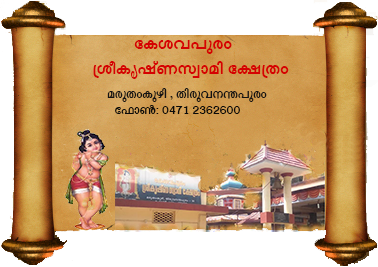 കേശവപുരം
ശ്രീകൃഷ്ണസ്വാമി ക്ഷേത്രം
മരുതംകുഴി , തിരുവനന്തപുരം
ഫോൺ: 0471 2362600